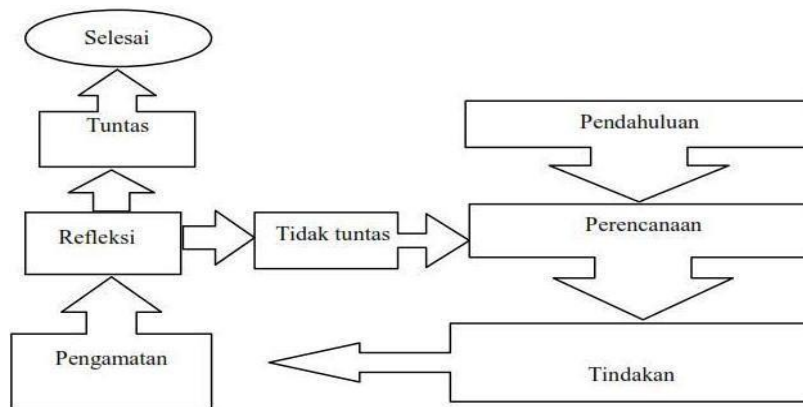 Selesai
Tuntas
Pendahuluan
Refleksi
Tidak tuntas
Perencanaan
Pengamatan
Tindakan